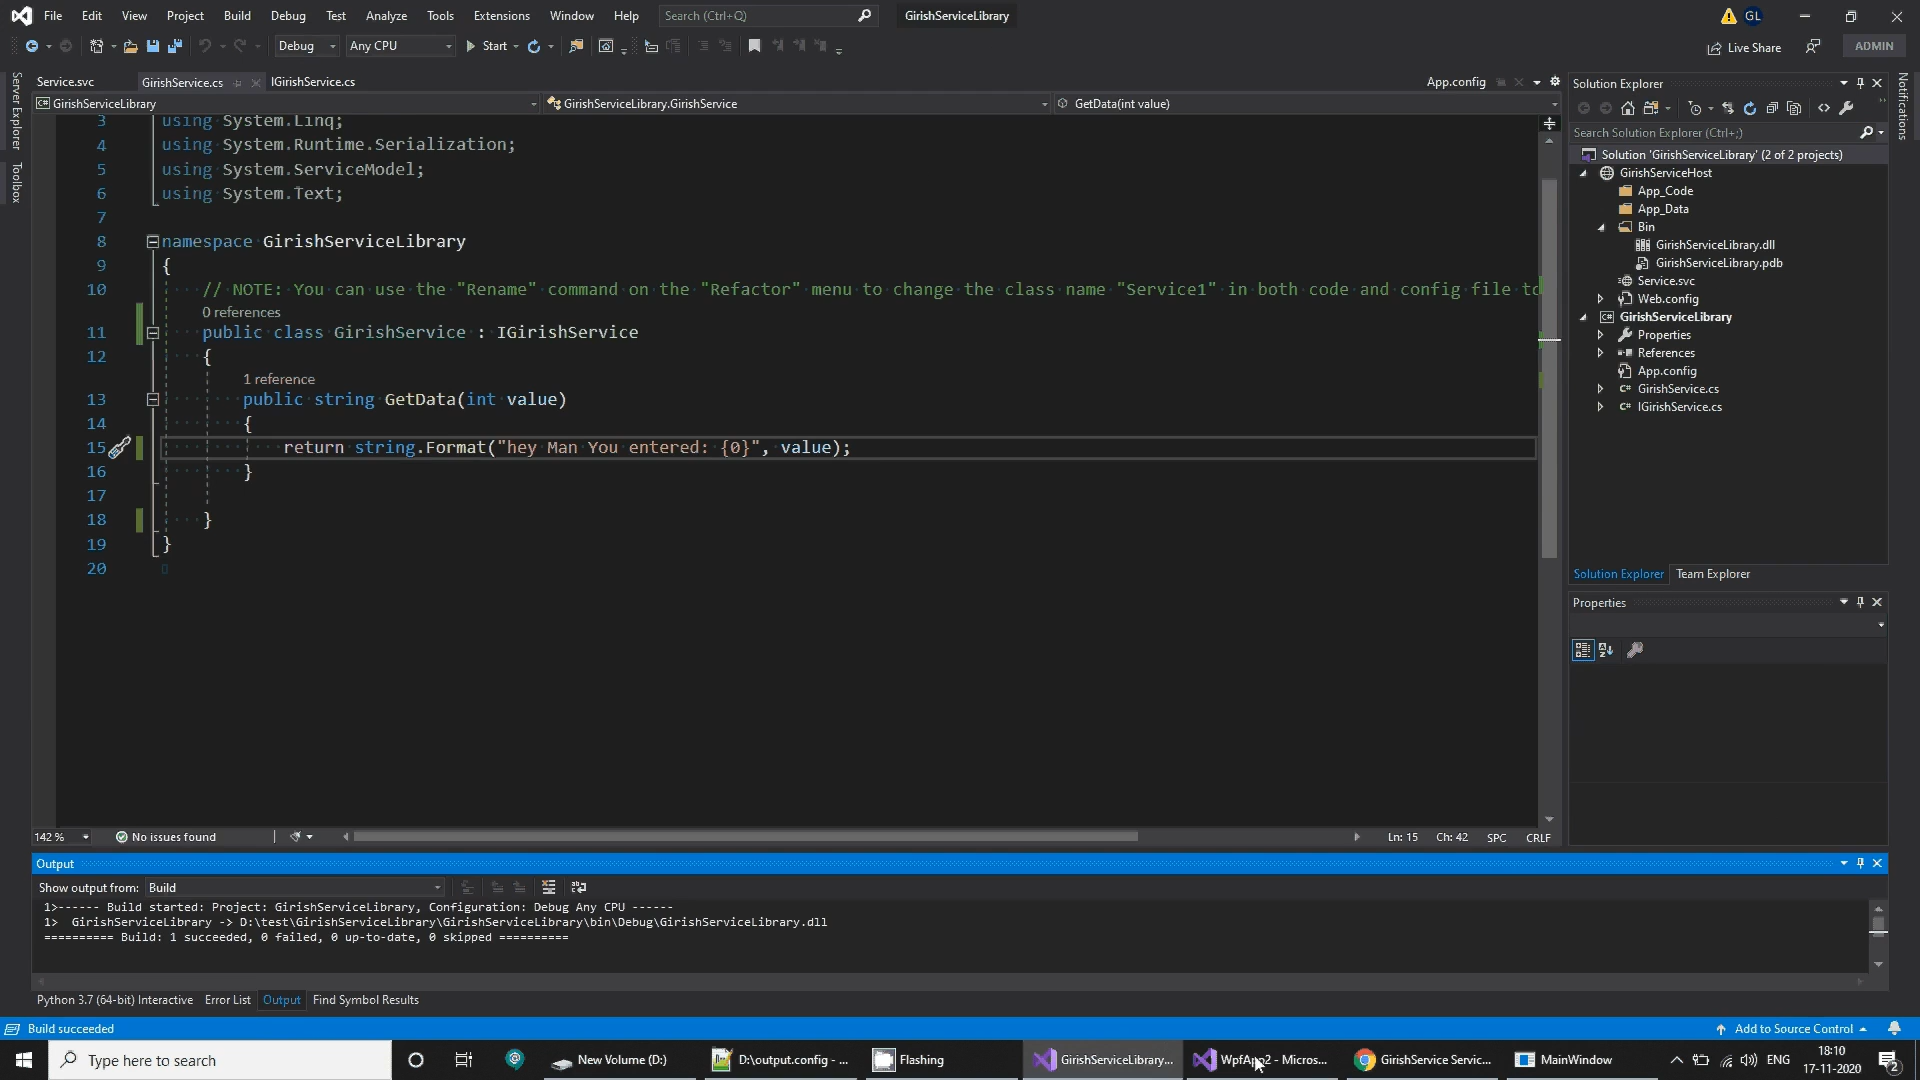 File Edit View Project Build Debug Test Analyze Tools Extensions Window Help Search (Ctrl+Q) GirishServiceLibrary GL
Debug Any CPU Start Live Share ADMIN
Server Explorer
Toolbox
Notifications
Service.svc GirishService.cs IGirishService.cs App.config
GirishServiceLibrary GirishServiceLibrary.GirishService GetData(int value)
3 using System.Linq;
4 using System.Runtime.Serialization;
5 using System.ServiceModel;
6 using System.Text;
7
8 namespace GirishServiceLibrary
9 {
10 // NOTE: You can use the "Rename" command on the "Refactor" menu to change the class name "Service1" in both code and config file to
0 references
11 public class GirishService : IGirishService
12 {
1 reference
13 public string GetData(int value)
14 {
15 return string.Format("hey Man You entered: {0}", value);
16 }
17
18 }
19 }
20
142 % No issues found Ln: 15 Ch: 42 SPC CRLF
Solution Explorer
Search Solution Explorer (Ctrl+;)
Solution 'GirishServiceLibrary' (2 of 2 projects)
GirishServiceHost
App_Code
App_Data
Bin
GirishServiceLibrary.dll
GirishServiceLibrary.pdb
Service.svc
Web.config
C# GirishServiceLibrary
Properties
References
App.config
C# GirishService.cs
C# IGirishService.cs
Solution Explorer Team Explorer
Properties
Output
Show output from: Build
1>------ Build started: Project: GirishServiceLibrary, Configuration: Debug Any CPU ------
1> GirishServiceLibrary -> D:\test\GirishServiceLibrary\GirishServiceLibrary\bin\Debug\GirishServiceLibrary.dll
========== Build: 1 succeeded, 0 failed, 0 up-to-date, 0 skipped ==========
Python 3.7 (64-bit) Interactive Error List Output Find Symbol Results
Build succeeded Add to Source Control
Type here to search New Volume (D:) D:\output.config - ... Flashing GirishServiceLibrary... WpfApp2 - Micros... GirishService Servic... MainWindow ENG 18:10
17-11-2020 2